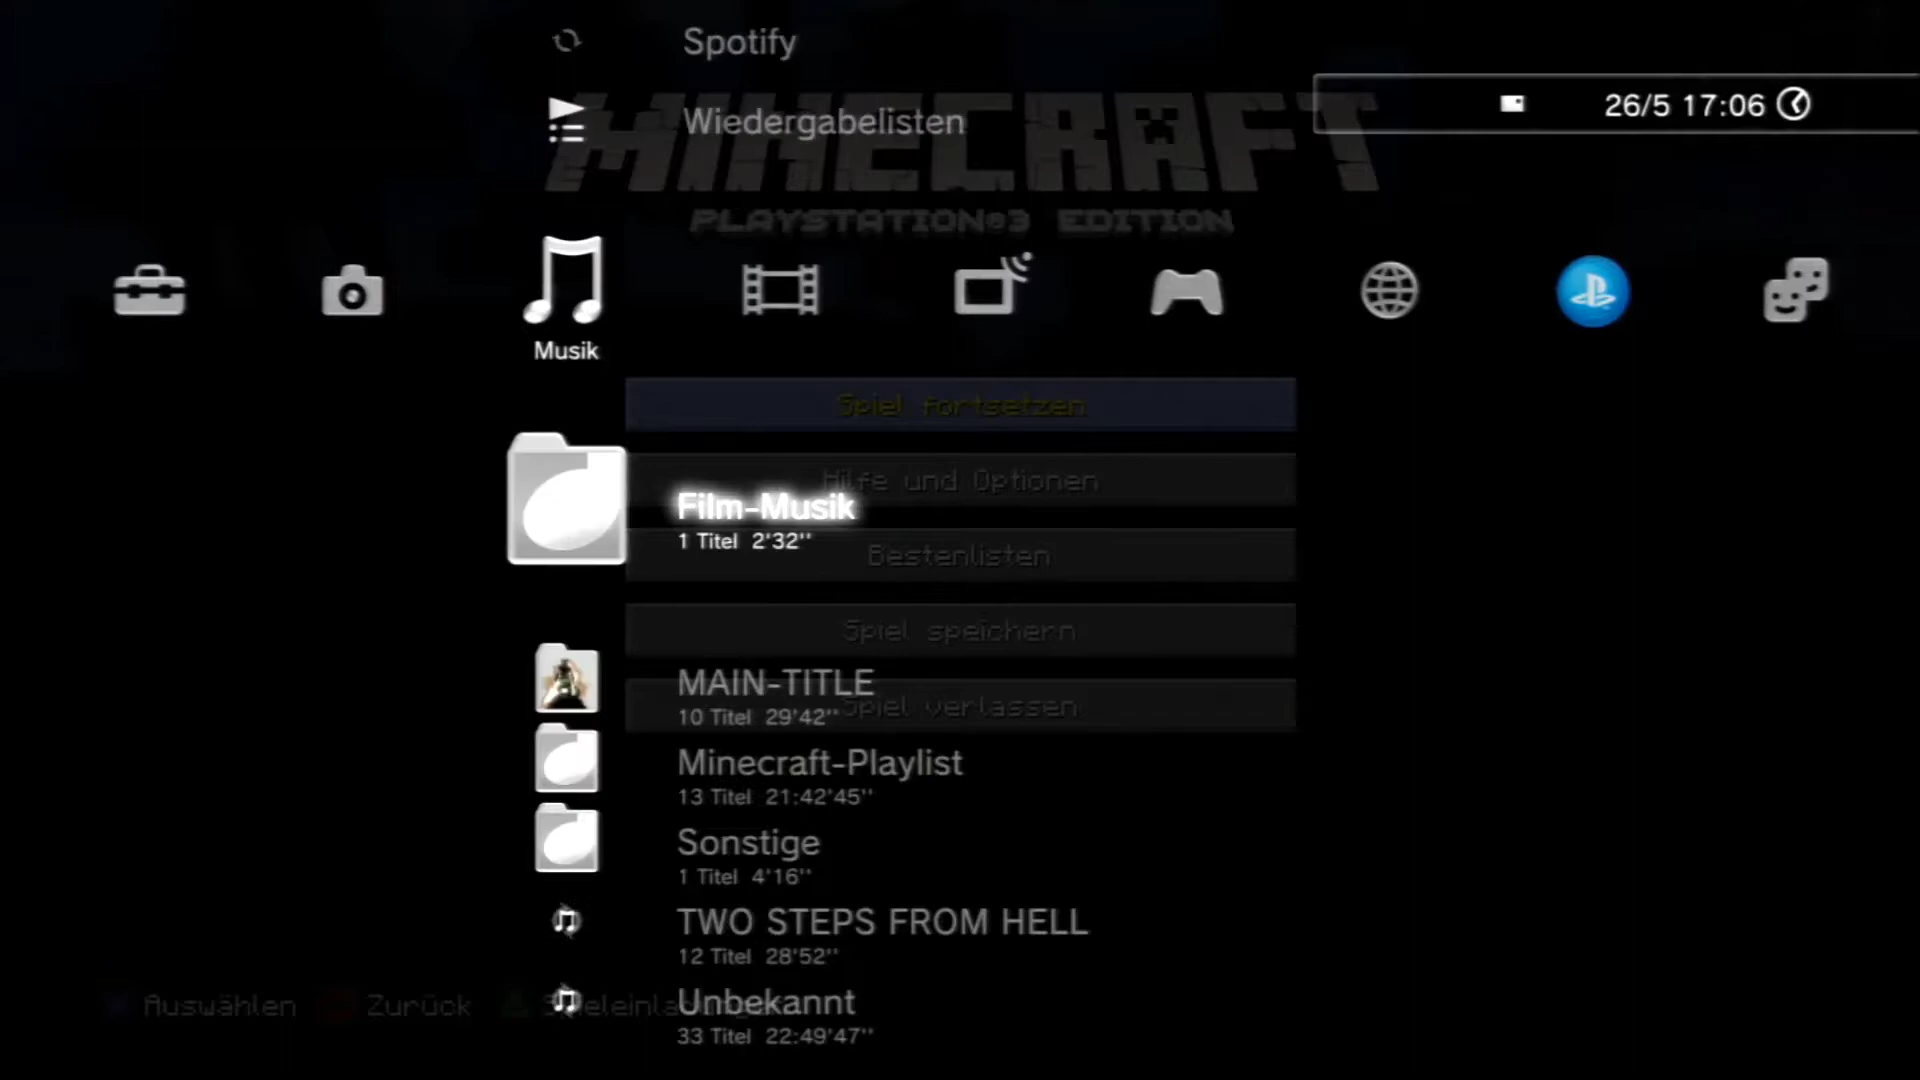 Spotify
Wiedergabelisten
MINECRAFT
PLAYSTATION®3 EDITION
26/5 17:06
Musik
Spiel fortsetzen
Hilfe und Optionen
Film-Musik
1 Titel 2'32''
Bestenlisten
Spiel speichern
MAIN-TITLE
10 Titel 29'42''
Spiel verlassen
Minecraft-Playlist
13 Titel 21:42'45''
Sonstige
1 Titel 4'16''
TWO STEPS FROM HELL
12 Titel 28'52''
Auswählen
Zurück
Unbekannt
33 Titel 22:49'47''